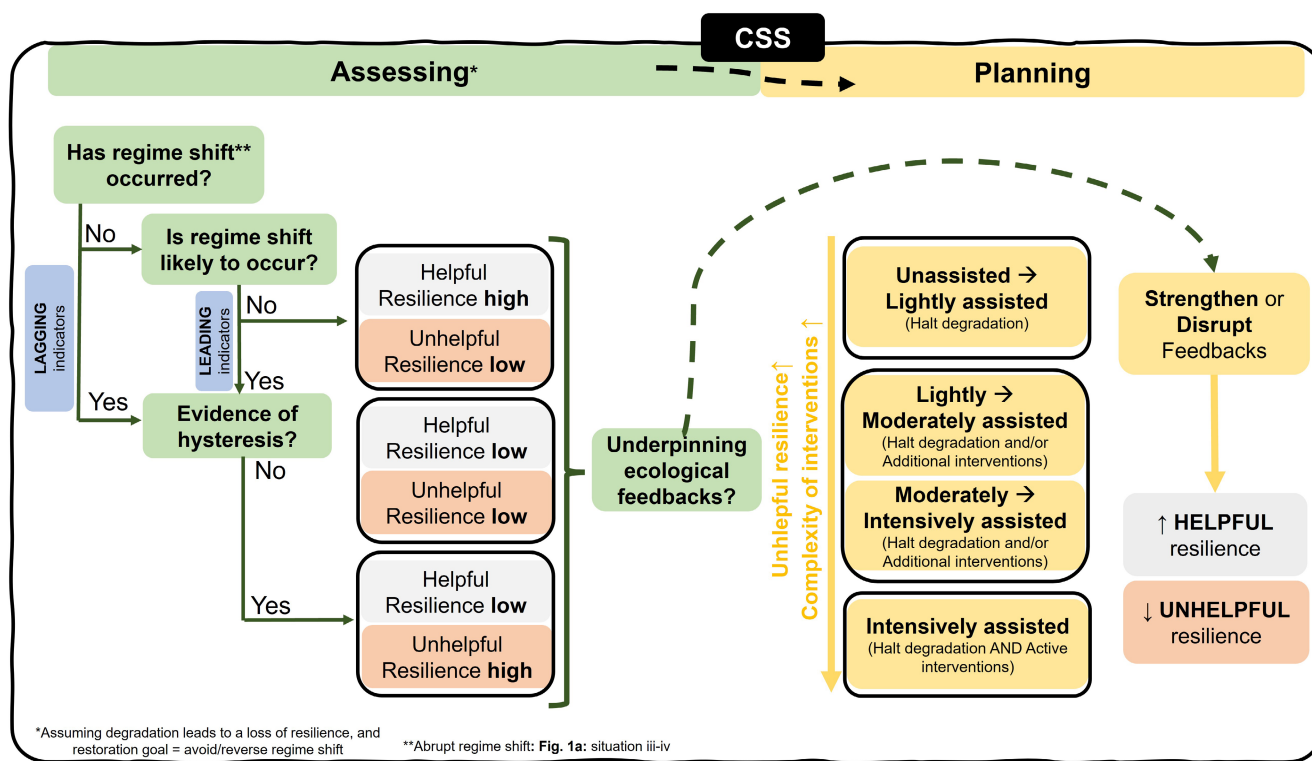 CSS
Assessing*
Planning
Has regime shift**
occurred?
No
Is regime shift
likely to occur?
LAGGING
indicators
LEADING
indicators
No
Yes
Yes
Evidence of
hysteresis?
No
Yes
Helpful
Resilience high
Unhelpful
Resilience low
Helpful
Resilience low
Unhelpful
Resilience low
Helpful
Resilience low
Unhelpful
Resilience high
Underpinning
ecological
feedbacks?
Unhlepful resilience↑
Complexity of interventions ↑
Unassisted →
Lightly assisted
(Halt degradation)
Lightly →
Moderately assisted
(Halt degradation and/or
Additional interventions)
Moderately →
Intensively assisted
(Halt degradation and/or
Additional interventions)
Intensively assisted
(Halt degradation AND Active
interventions)
Strengthen or
Disrupt
Feedbacks
↑ HELPFUL
resilience
↓ UNHELPFUL
resilience
*Assuming degradation leads to a loss of resilience, and
restoration goal = avoid/reverse regime shift
**Abrupt regime shift: Fig. 1a: situation iii-iv